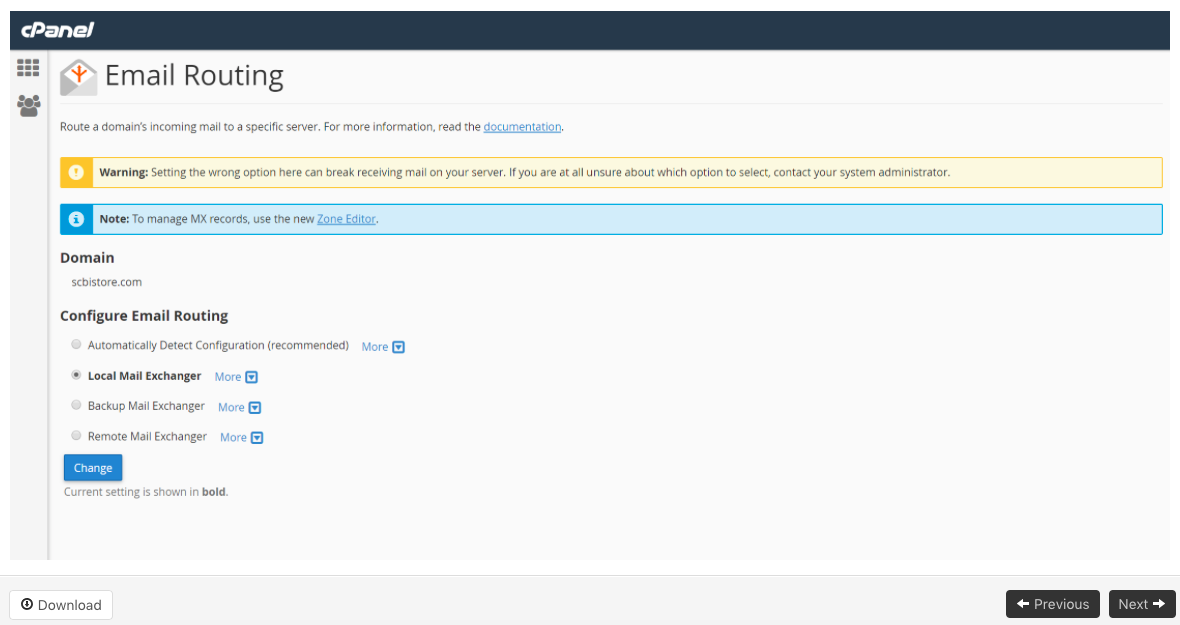 cPanel
Email Routing
Route a domain's incoming mail to a specific server. For more information, read the documentation.
Warning: Setting the wrong option here can break receiving mail on your server. If you are at all unsure about which option to select, contact your system administrator.
Note: To manage MX records, use the new Zone Editor.
Domain
scbistore.com
Configure Email Routing
Automatically Detect Configuration (recommended) More
Local Mail Exchanger More
Backup Mail Exchanger More
Remote Mail Exchanger More
Change
Current setting is shown in bold.
Download
Previous
Next